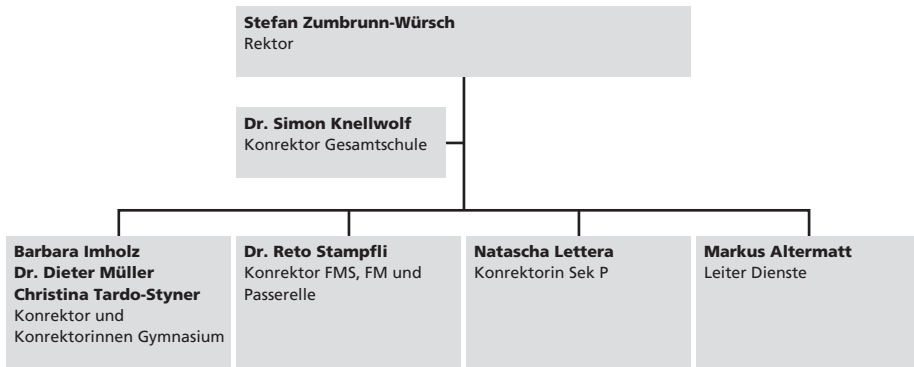 Stefan Zumbrunn-Würsch
Rektor
Dr. Simon Knellwolf
Konrektor Gesamtschule
Barbara Imholz
Dr. Dieter Müller
Christina Tardo-Styner
Konrektor und
Konrektorinnen Gymnasium
Dr. Reto Stampfli
Konrektor FMS, FM und
Passerelle
Natascha Lettera
Konrektorin Sek P
Markus Altermatt
Leiter Dienste